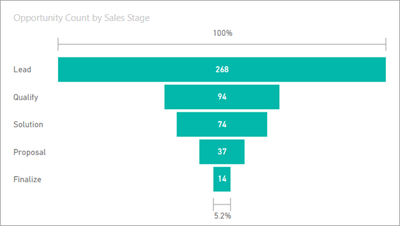 Opportunity Count by Sales Stage
100%
Lead 268
Qualify 94
Solution 74
Proposal 37
Finalize 14
5.2%